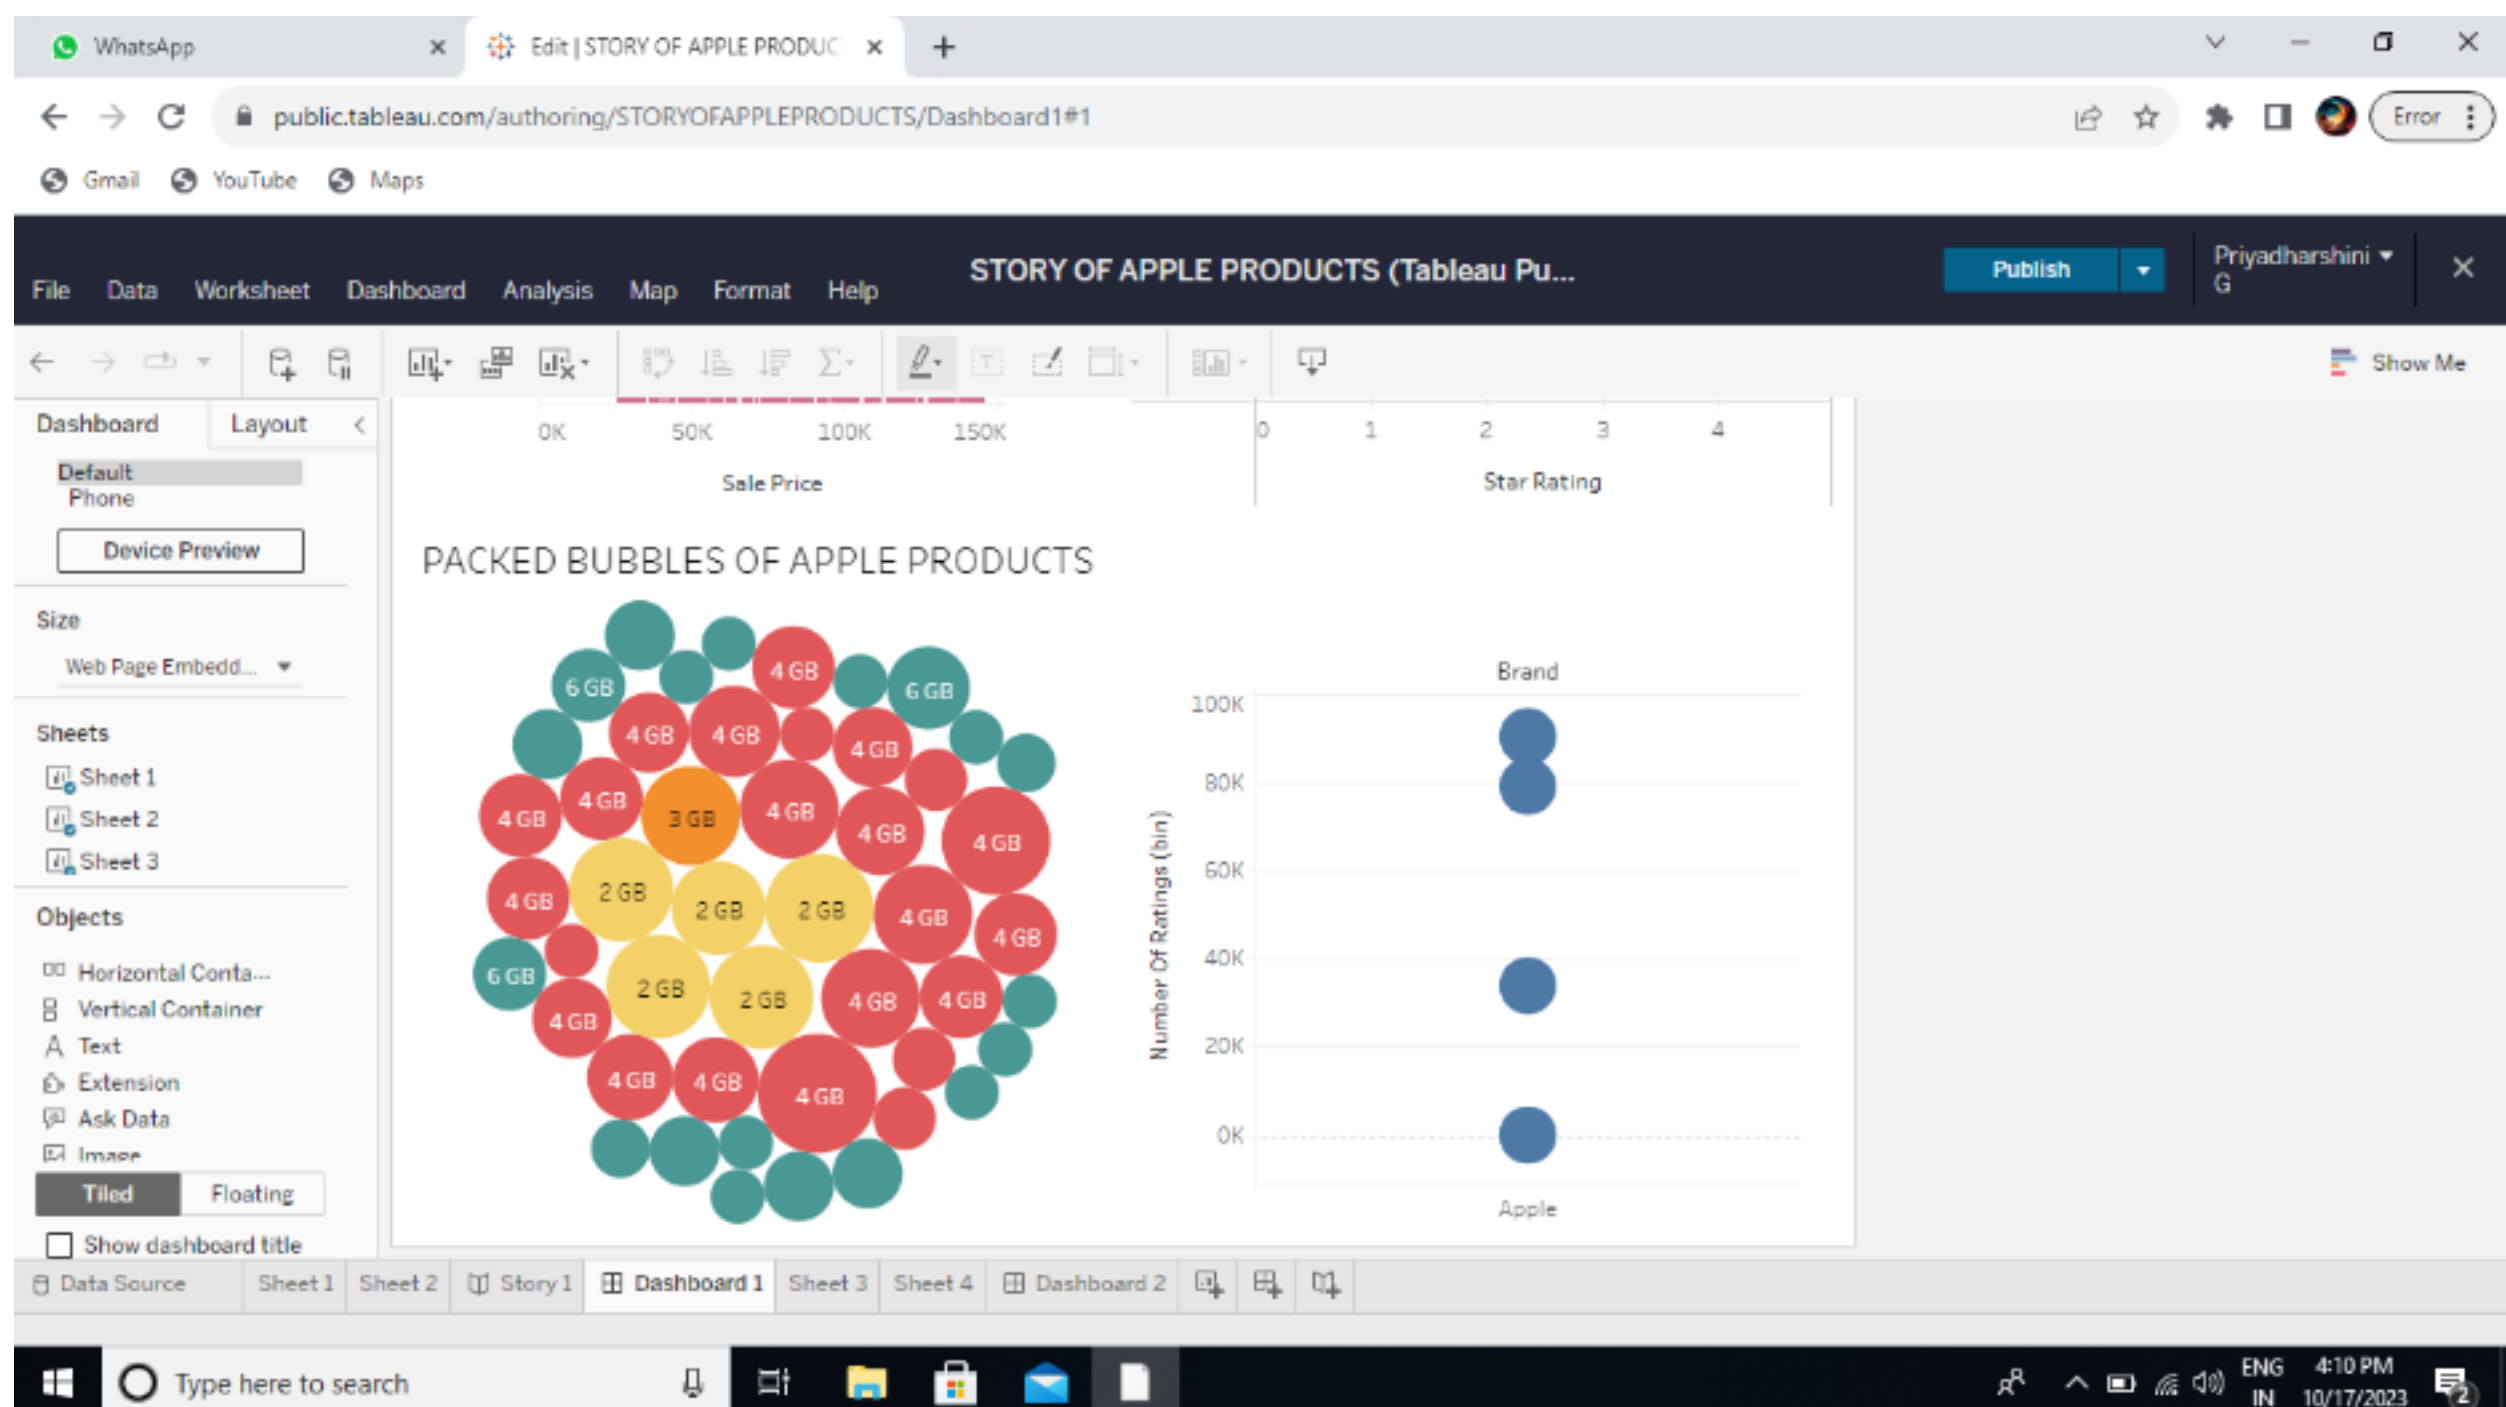 WhatsApp
Edit | STORY OF APPLE PRODUC
public.tableau.com/authoring/STORYOFAPPLEPRODUCTS/Dashboard1#1
Error
Gmail YouTube Maps
STORY OF APPLE PRODUCTS (Tableau Pu...
Publish
Priyadharshini
G
File Data Worksheet Dashboard Analysis Map Format Help
Show Me
Dashboard Layout
Default
Phone
Device Preview
Size
Web Page Embedd...
Sheets
Sheet 1
Sheet 2
Sheet 3
Objects
Horizontal Conta...
Vertical Container
Text
Extension
Ask Data
Image
Tiled Floating
Show dashboard title
0K 50K 100K 150K
Sale Price
0 1 2 3 4
Star Rating
PACKED BUBBLES OF APPLE PRODUCTS
4 GB
6 GB 6 GB
4 GB 4 GB 4 GB
4 GB 4 GB 3 GB 4 GB 4 GB 4 GB
4 GB 2 GB 2 GB 2 GB 4 GB 4 GB
6 GB 2 GB 2 GB 4 GB 4 GB
4 GB
4 GB 4 GB 4 GB
Brand
100K
80K
60K
40K
20K
0K
Number Of Ratings (bin)
Apple
Data Source Sheet 1 Sheet 2 Story 1 Dashboard 1 Sheet 3 Sheet 4 Dashboard 2
Type here to search
ENG
IN
4:10 PM
10/17/2023
2